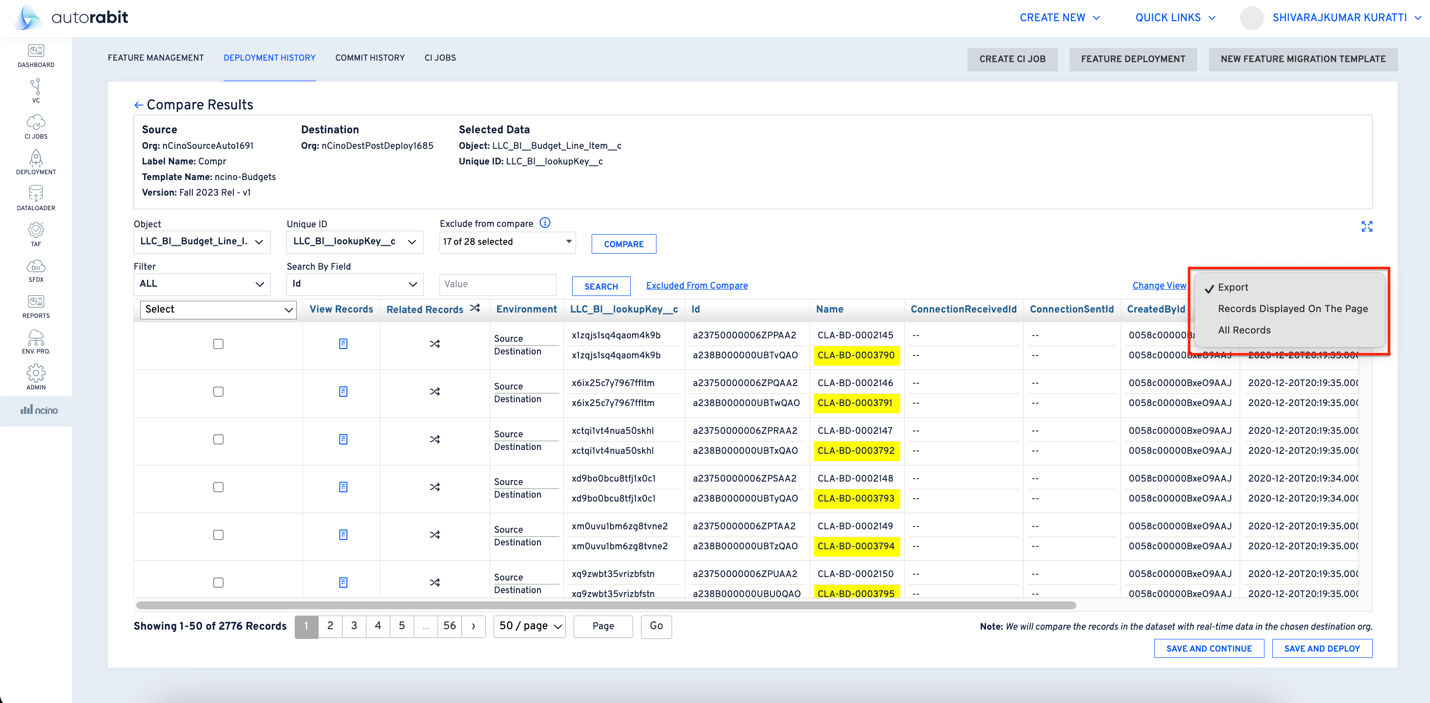 autorabit
CREATE NEW
QUICK LINKS
SHIVARAJKUMAR KURATTI
DASHBOARD
VC
CI JOBS
DEPLOYMENT
DATALOADER
TAF
DX
SFDX
REPORTS
ENV. PRO.
ADMIN
ncino
FEATURE MANAGEMENT DEPLOYMENT HISTORY COMMIT HISTORY CI JOBS
CREATE CI JOB FEATURE DEPLOYMENT NEW FEATURE MIGRATION TEMPLATE
← Compare Results
Source Destination Selected Data
Org: nCinoSourceAuto1691 Org: nCinoDestPostDeploy1685 Object: LLC_BI__Budget_Line_Item__c
Label Name: Compr Unique ID: LLC_BI__lookupKey__c
Template Name: ncino-Budgets
Version: Fall 2023 Rel - v1
Object Unique ID Exclude from compare
LLC_BI__Budget_Line_I. LLC_BI__lookupKey__c 17 of 28 selected COMPARE
Filter Search By Field
ALL Id Value SEARCH Excluded From Compare Change View
✓ Export
Records Displayed On The Page
All Records
Select View Records Related Records Environment LLC_BI__lookupKey__c Id Name ConnectionReceivedId ConnectionSentId CreatedById
Source x1zqjs1sq4qaom4k9b a23750000006ZPPAA2 CLA-BD-0002145 -- -- 0058c00000Bx
Destination x1zqjs1sq4qaom4k9b a238B000000UBTvQAO CLA-BD-0003790 -- -- 0058c00000BxeO9AAJ 2020-12-20T20:19:35.000
Source x6ix25c7y7967ffltm a23750000006ZPQAA2 CLA-BD-0002146 -- -- 0058c00000BxeO9AAJ 2020-12-20T20:19:35.000
Destination x6ix25c7y7967ffltm a238B000000UBTwQAO CLA-BD-0003791 -- -- 0058c00000BxeO9AAJ 2020-12-20T20:19:35.000
Source xctqi1vt4nua50skhl a23750000006ZPRAA2 CLA-BD-0002147 -- -- 0058c00000BxeO9AAJ 2020-12-20T20:19:35.000
Destination xctqi1vt4nua50skhl a238B000000UBTxQAO CLA-BD-0003792 -- -- 0058c00000BxeO9AAJ 2020-12-20T20:19:35.000
Source xd9bo0bcu8tfj1x0c1 a23750000006ZPSAA2 CLA-BD-0002148 -- -- 0058c00000BxeO9AAJ 2020-12-20T20:19:34.000
Destination xd9bo0bcu8tfj1x0c1 a238B000000UBTyQAO CLA-BD-0003793 -- -- 0058c00000BxeO9AAJ 2020-12-20T20:19:34.000
Source xm0uvu1bm6zg8tvne2 a23750000006ZPTAA2 CLA-BD-0002149 -- -- 0058c00000BxeO9AAJ 2020-12-20T20:19:35.000
Destination xm0uvu1bm6zg8tvne2 a238B000000UBTzQAO CLA-BD-0003794 -- -- 0058c00000BxeO9AAJ 2020-12-20T20:19:35.000
Source xq9zwbt35vrizbfstn a23750000006ZPUAA2 CLA-BD-0002150 -- -- 0058c00000BxeO9AAJ 2020-12-20T20:19:35.000
Destination xq9zwbt35vrizbfstn a238B000000UBU0QAO CLA-BD-0003795 -- -- 0058c00000BxeO9AAJ 2020-12-20T20:19:35.000
Showing 1-50 of 2776 Records 1 2 3 4 5 ... 56 › 50 / page Page Go
Note: We will compare the records in the dataset with real-time data in the chosen destination org.
SAVE AND CONTINUE SAVE AND DEPLOY